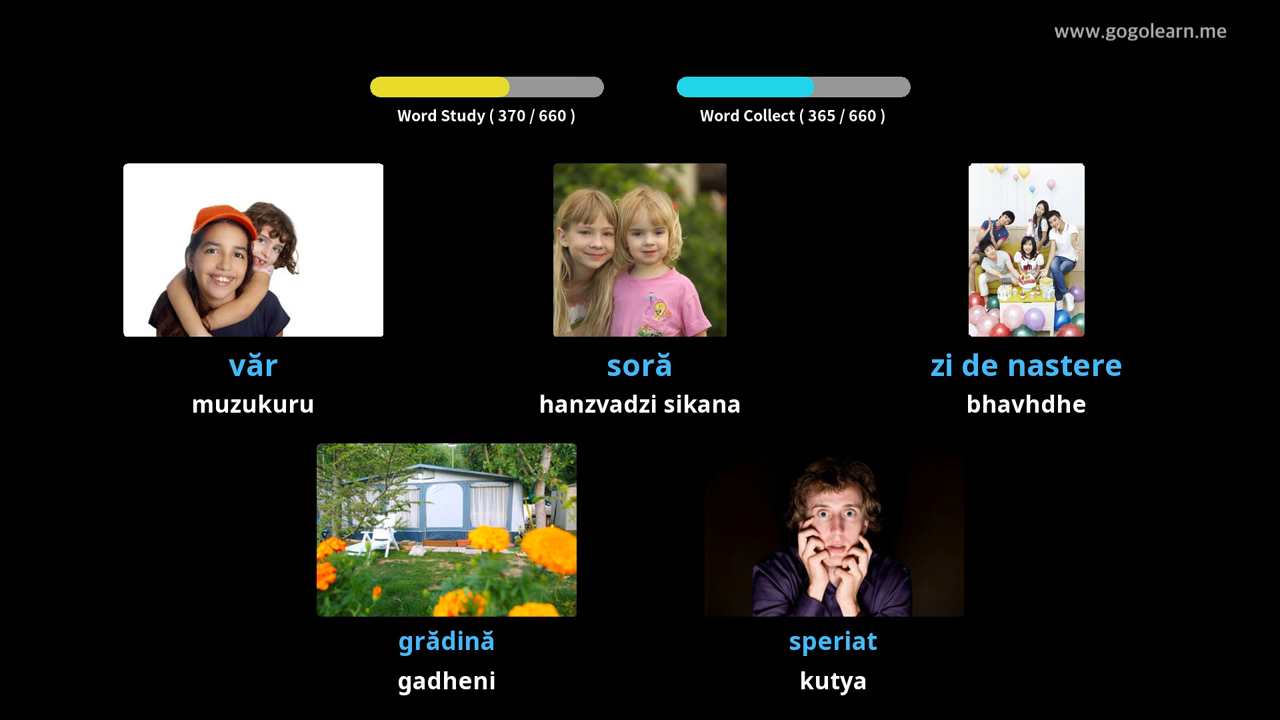 www.gogolearn.me
Word Study ( 370 / 660 )
Word Collect ( 365 / 660 )
văr
soră
zi de nastere
muzukuru
hanzvadzi sikana
bhavhdhe
grădină
speriat
gadheni
kutya